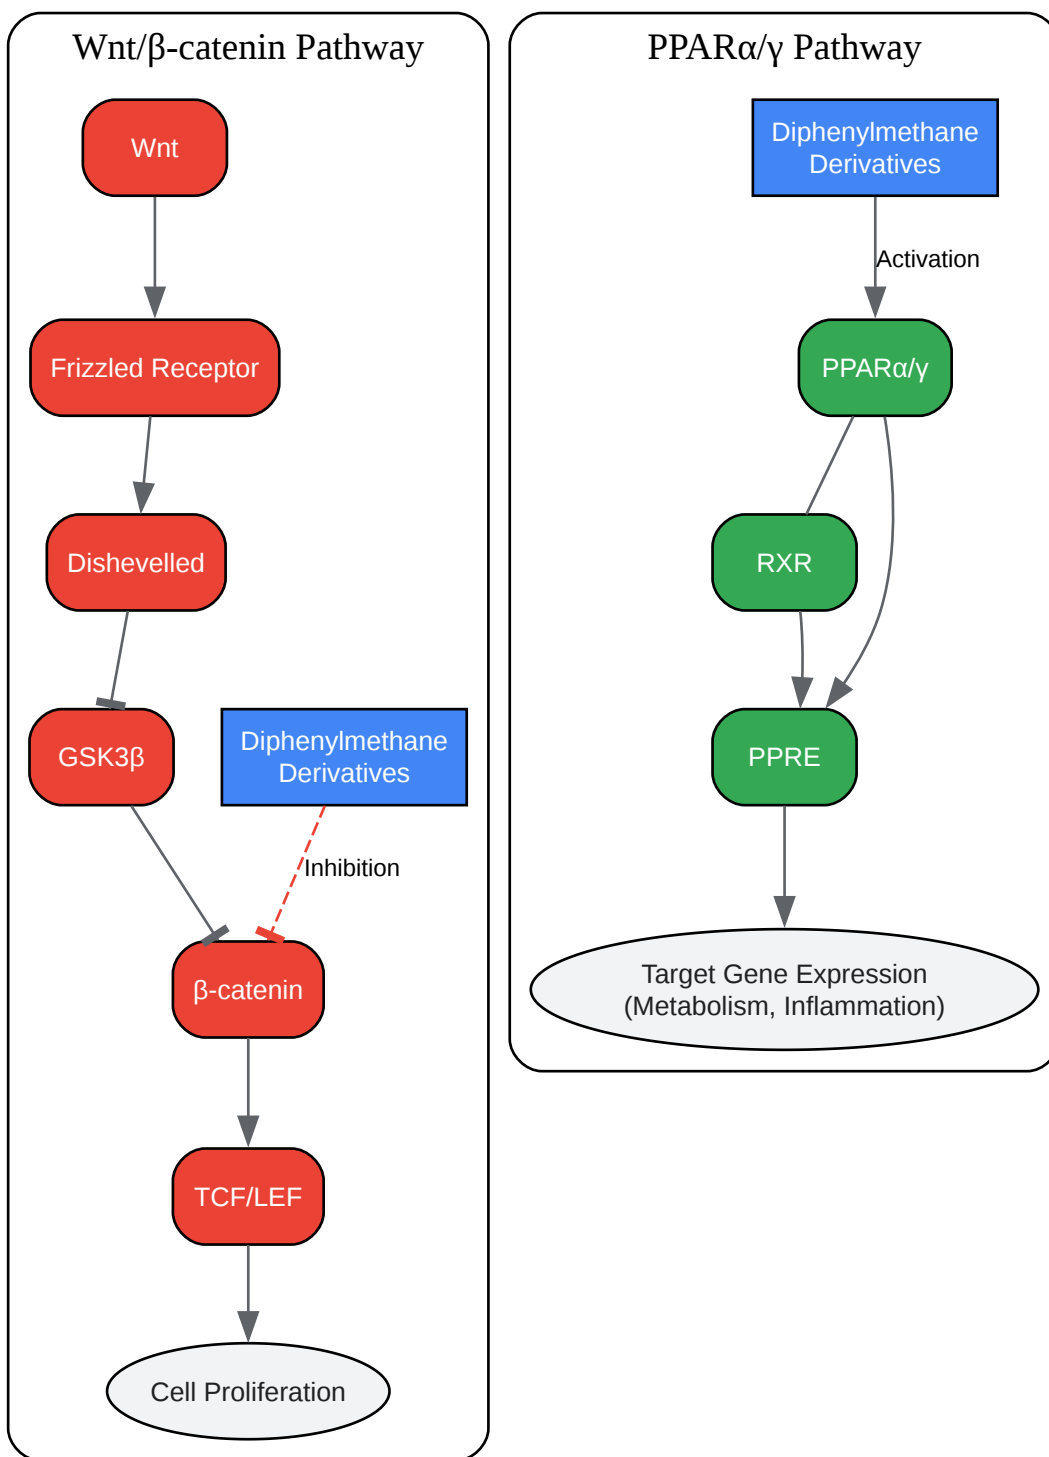 Wnt/β-catenin Pathway
Wnt
Frizzled Receptor
Dishevelled
GSK3β
Diphenylmethane
Derivatives
Inhibition
β-catenin
TCF/LEF
Cell Proliferation
PPARα/γ Pathway
Diphenylmethane
Derivatives
Activation
PPARα/γ
RXR
PPRE
Target Gene Expression
(Metabolism, Inflammation)